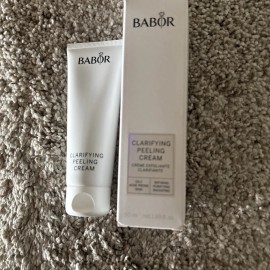 BABOR
CLARIFYING
PEELING
CREAM
BABOR
CLARIFYING
PEELING
CREAM
CRÈME EXFOLIANTE
CLARIFIANTE